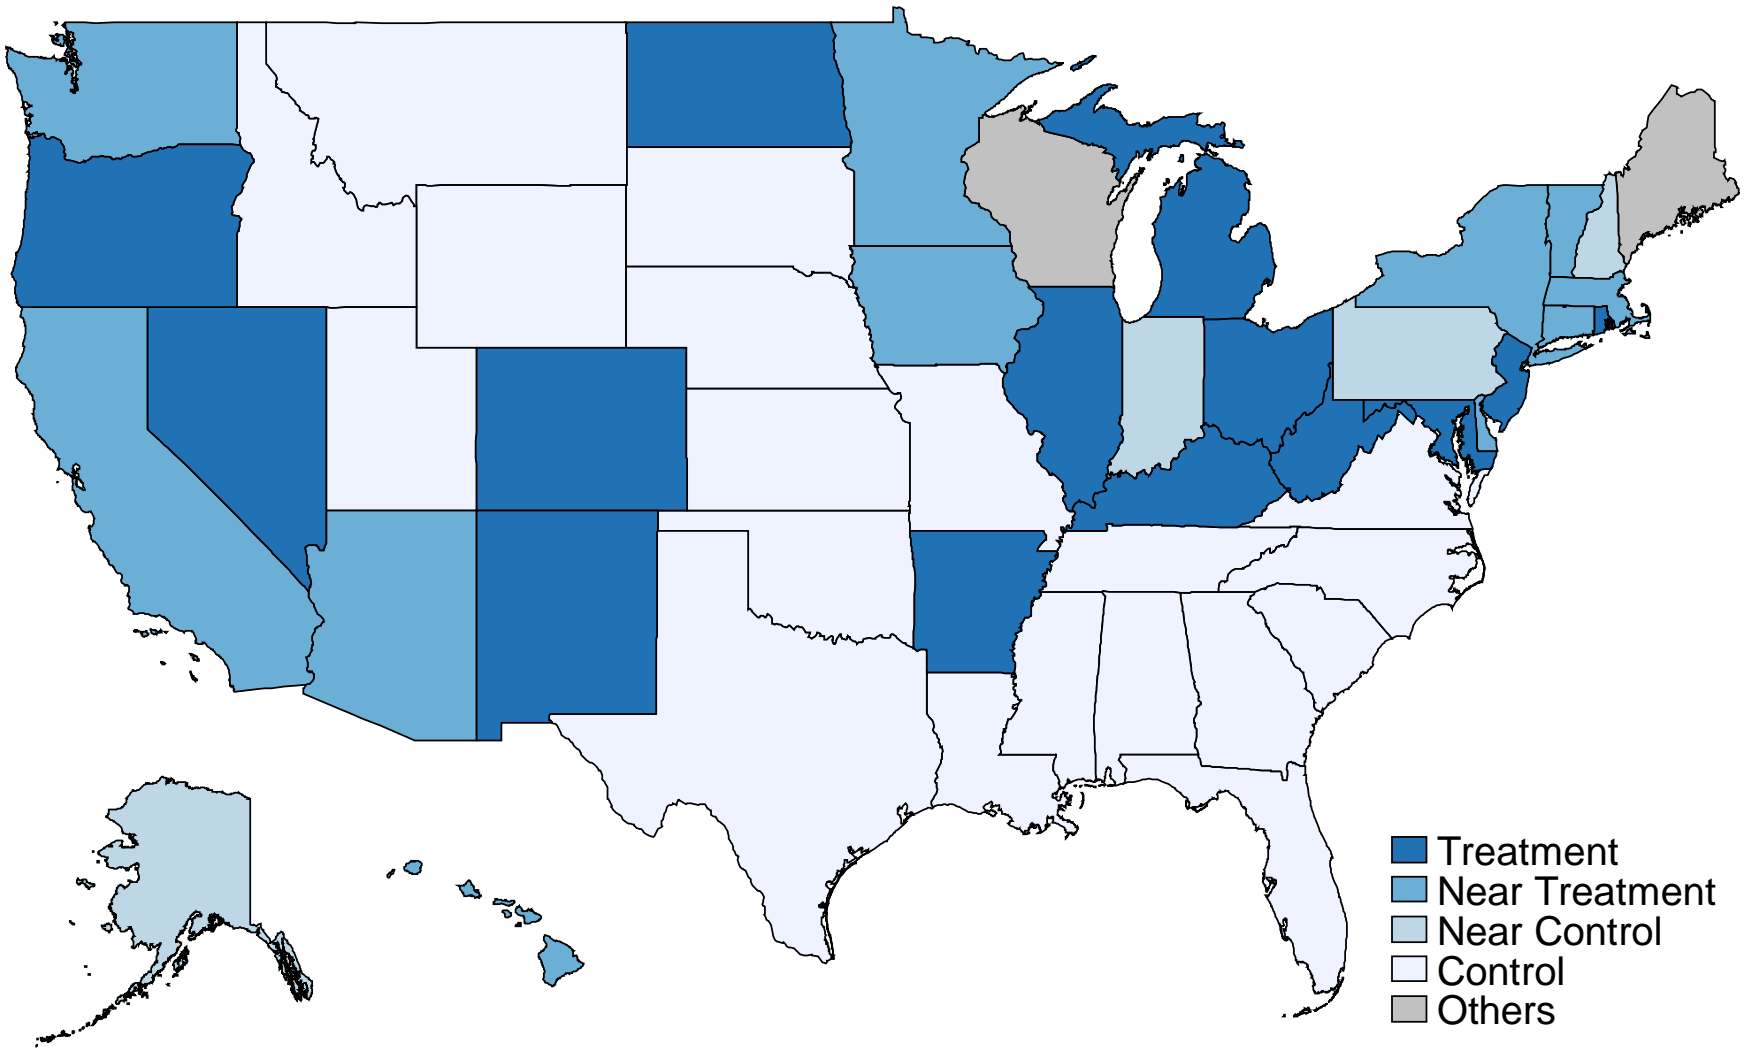 Treatment
Near Treatment
Near Control
Control
Others